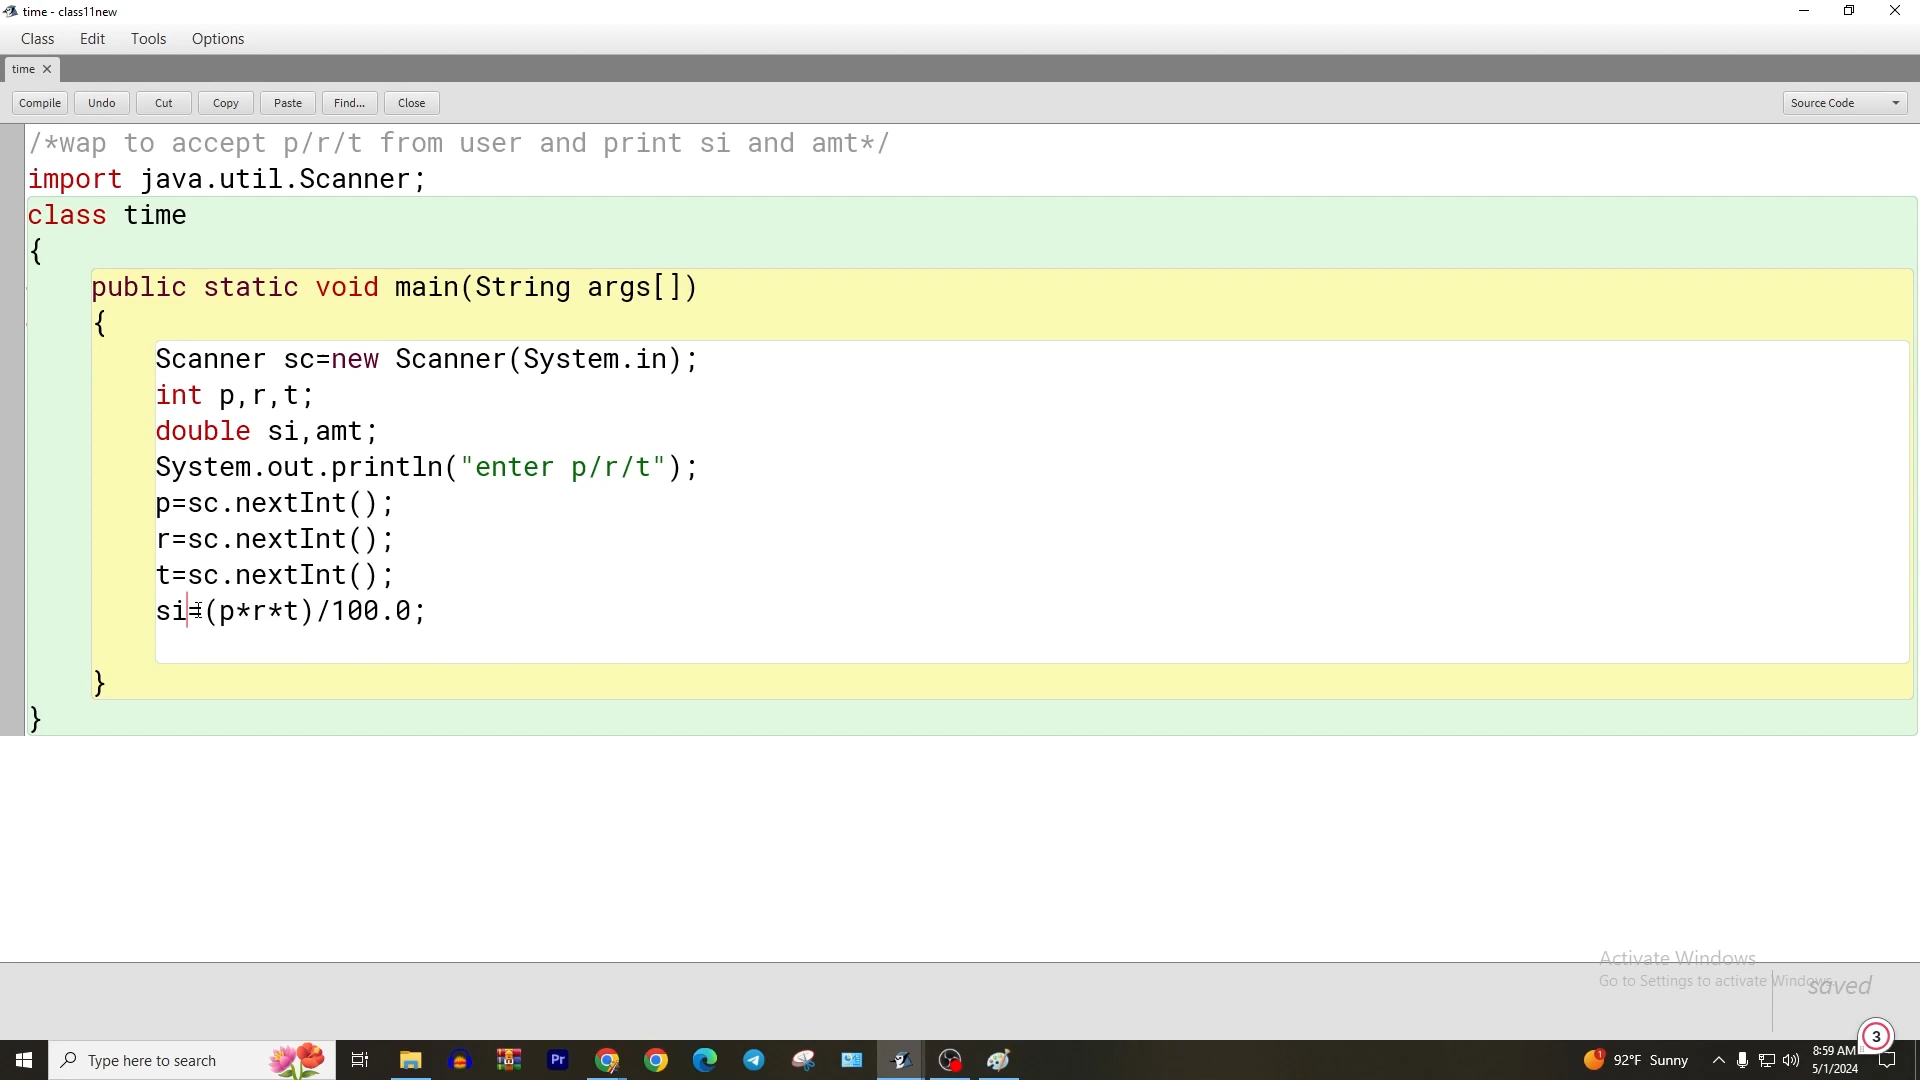 time - class11new
Class Edit Tools Options
time
Compile Undo Cut Copy Paste Find... Close Source Code
/*wap to accept p/r/t from user and print si and amt*/
import java.util.Scanner;
class time
{
public static void main(String args[])
{
Scanner sc=new Scanner(System.in);
int p,r,t;
double si,amt;
System.out.println("enter p/r/t");
p=sc.nextInt();
r=sc.nextInt();
t=sc.nextInt();
si=(p*r*t)/100.0;
}
}
Activate Windows
Go to Settings to activate Windows.
saved
3
Type here to search
Pr
1
92°F Sunny
8:59 AM
5/1/2024